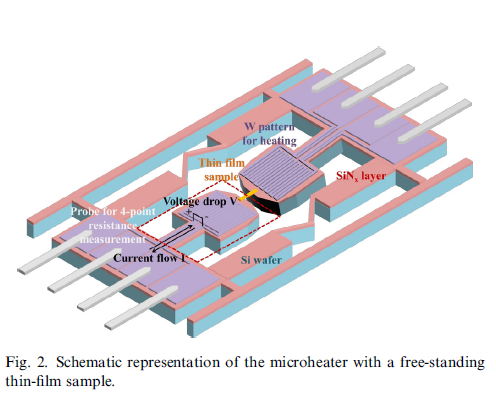 W pattern
for heating
Thin film
sample
SiNx layer
Voltage drop V
+
-
Probe for 4-point
resistance
measurement
Current flow I
Si wafer
Fig. 2. Schematic representation of the microheater with a free-standing
thin-film sample.